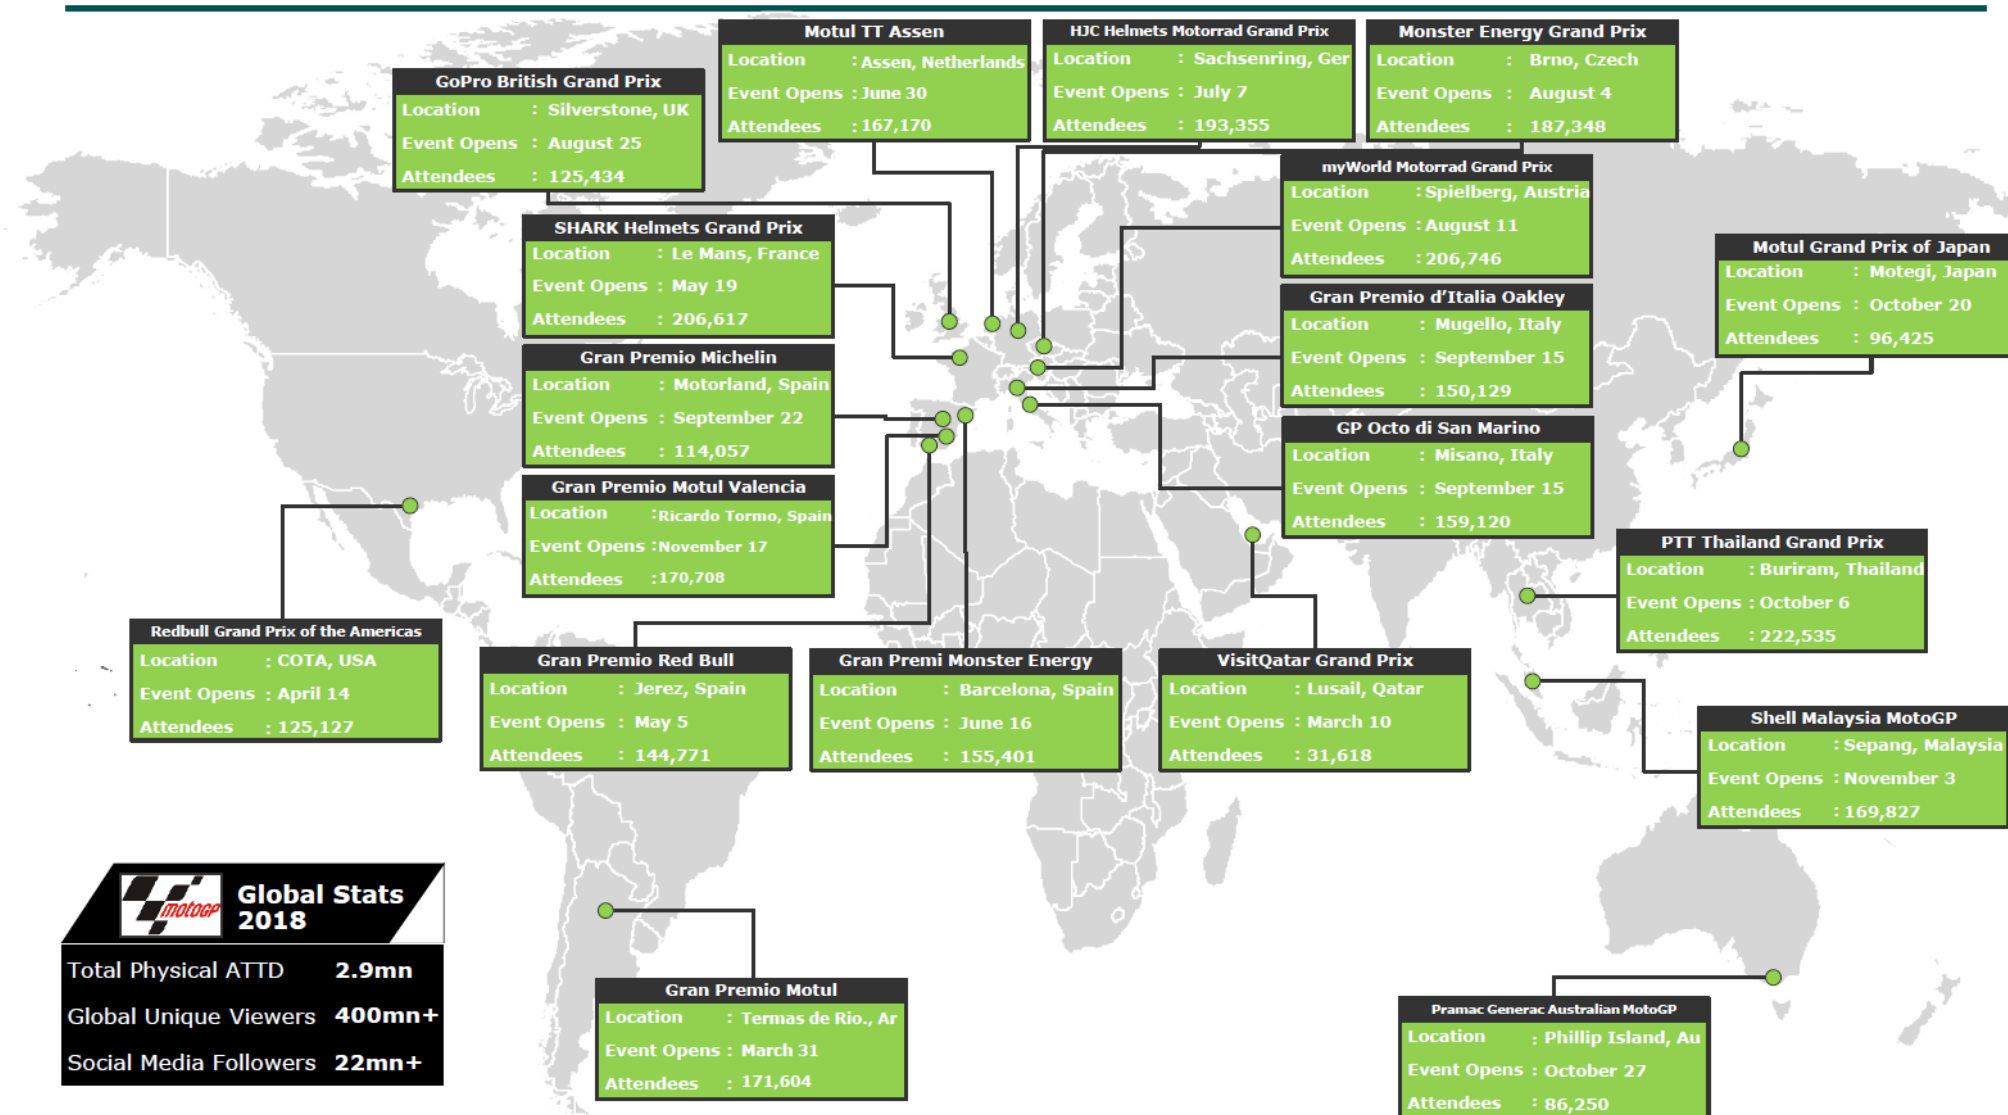 Motul TT Assen
Location : Assen, Netherlands
Event Opens : June 30
Attendees : 167,170
HJC Helmets Motorrad Grand Prix
Location : Sachsenring, Ger
Event Opens : July 7
Attendees : 193,355
Monster Energy Grand Prix
Location : Brno, Czech
Event Opens : August 4
Attendees : 187,348
GoPro British Grand Prix
Location : Silverstone, UK
Event Opens : August 25
Attendees : 125,434
myWorld Motorrad Grand Prix
Location : Spielberg, Austria
Event Opens : August 11
Attendees : 206,746
SHARK Helmets Grand Prix
Location : Le Mans, France
Event Opens : May 19
Attendees : 206,617
Motul Grand Prix of Japan
Location : Motegi, Japan
Event Opens : October 20
Attendees : 96,425
Gran Premio d'Italia Oakley
Location : Mugello, Italy
Event Opens : September 15
Attendees : 150,129
Gran Premio Michelin
Location : Motorland, Spain
Event Opens : September 22
Attendees : 114,057
GP Octo di San Marino
Location : Misano, Italy
Event Opens : September 15
Attendees : 159,120
Gran Premio Motul Valencia
Location : Ricardo Tormo, Spain
Event Opens : November 17
Attendees : 170,708
PTT Thailand Grand Prix
Location : Buriram, Thailand
Event Opens : October 6
Attendees : 222,535
Redbull Grand Prix of the Americas
Location : COTA, USA
Event Opens : April 14
Attendees : 125,127
Gran Premio Red Bull
Location : Jerez, Spain
Event Opens : May 5
Attendees : 144,771
Gran Premi Monster Energy
Location : Barcelona, Spain
Event Opens : June 16
Attendees : 155,401
VisitQatar Grand Prix
Location : Lusail, Qatar
Event Opens : March 10
Attendees : 31,618
Shell Malaysia MotoGP
Location : Sepang, Malaysia
Event Opens : November 3
Attendees : 169,827
motoGP
Global Stats
2018
Total Physical ATTD 2.9mn
Global Unique Viewers 400mn+
Social Media Followers 22mn+
Gran Premio Motul
Location : Termas de Rio., Ar
Event Opens : March 31
Attendees : 171,604
Pramac Generac Australian MotoGP
Location : Phillip Island, Au
Event Opens : October 27
Attendees : 86,250